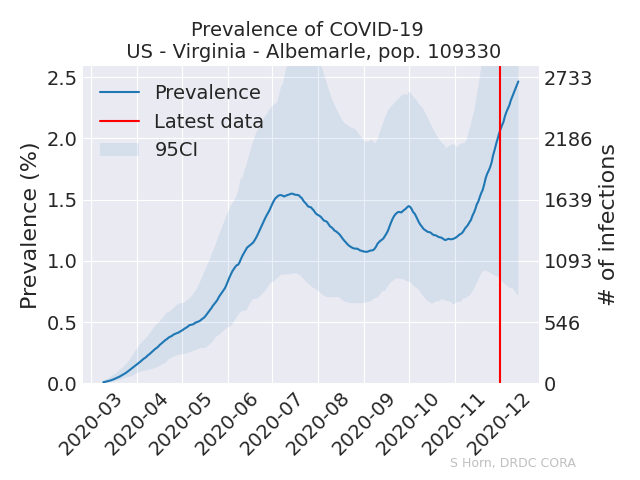 Prevalence of COVID-19
US - Virginia - Albemarle, pop. 109330
Prevalence (%)
2.5
2.0
1.5
1.0
0.5
0.0
Prevalence
Latest data
95CI
2733
2186
1639
1093
546
0
# of infections
2020-03
2020-04
2020-05
2020-06
2020-07
2020-08
2020-09
2020-10
2020-11
2020-12
S Horn, DRDC CORA